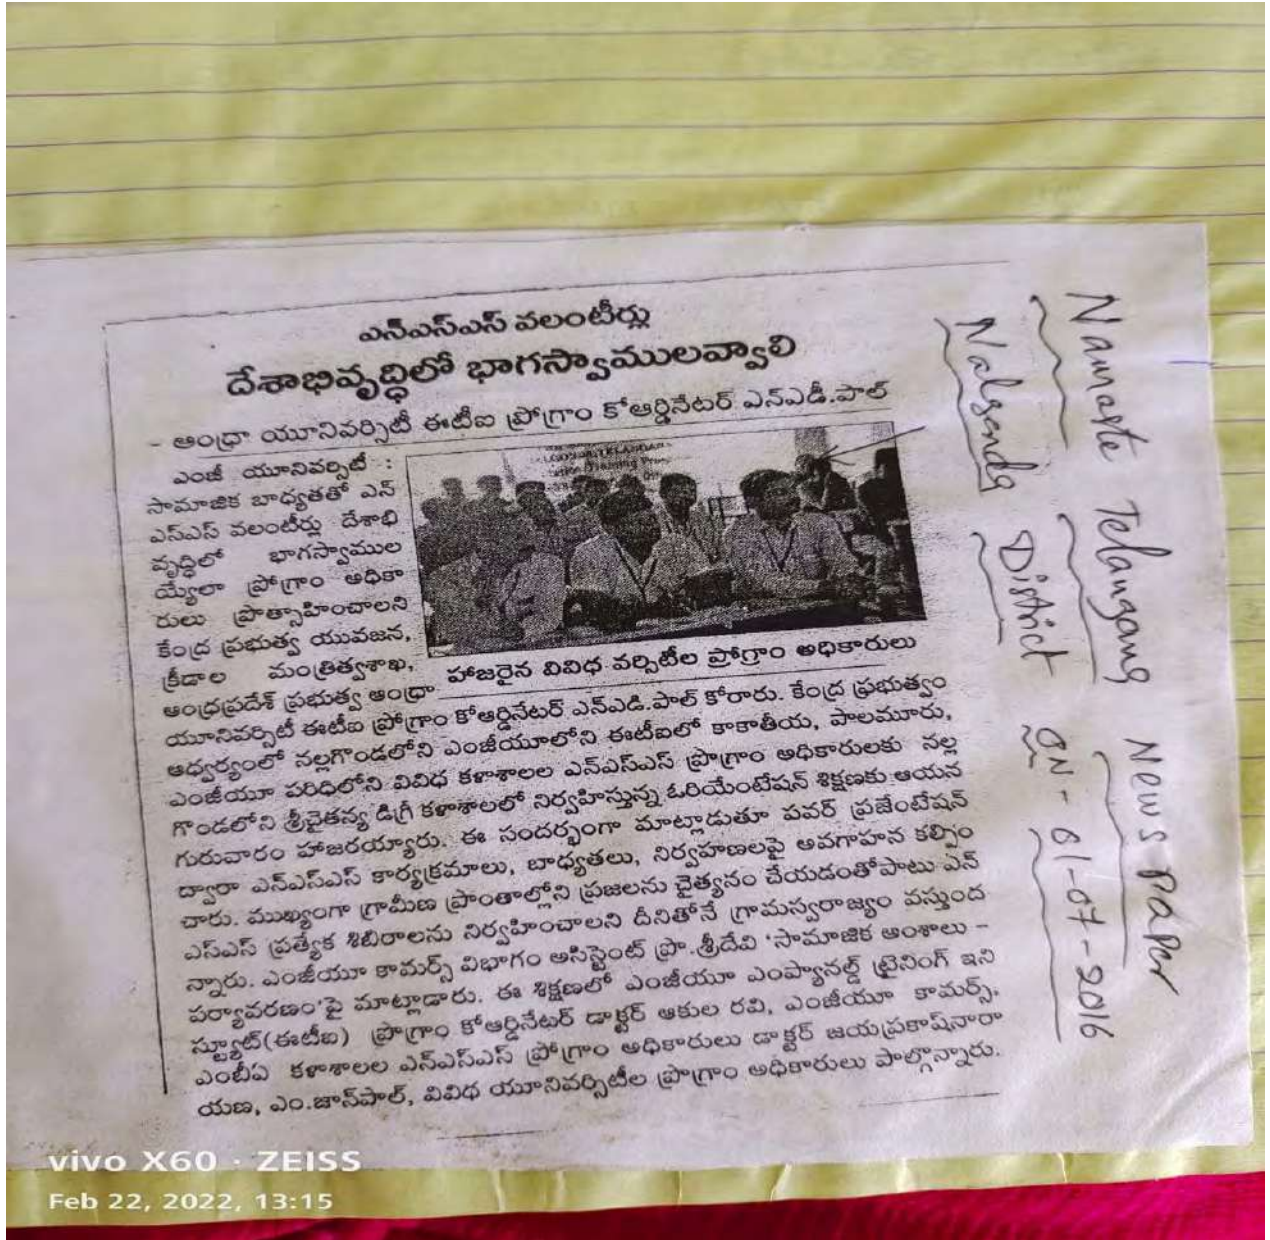 ఎన్ఎస్ఎస్ వలంటీర్లు
దేశాభివృద్ధిలో భాగస్వాములవ్వాలి
- ఆంధ్రా యూనివర్సిటీ ఈటీఐ ప్రోగ్రాం కోఆర్డినేటర్ ఎన్ఎడీ.పాల్
ఎంజీ యూనివర్సిటీ :
సామాజిక బాధ్యతతో ఎన్
ఎస్ఎస్ వలంటీర్లు దేశాభి
వృద్ధిలో భాగస్వాముల
య్యేలా ప్రోగ్రాం అధికా
రులు ప్రోత్సాహించాలని
కేంద్ర ప్రభుత్వ యువజన,
క్రీడాల మంత్రిత్వశాఖ,
హాజరైన వివిధ వర్సిటీల ప్రోగ్రాం అధికారులు
ఆంధ్రప్రదేశ్ ప్రభుత్వ ఆంధ్రా
యూనివర్సిటీ ఈటీఐ ప్రోగ్రాం కోఆర్డినేటర్ ఎన్ఎడి.పాల్ కోరారు. కేంద్ర ప్రభుత్వం
ఆధ్వర్యంలో నల్లగొండలోని ఎంజీయూలోని ఈటీఐలో కాకాతీయ, పాలమూరు,
ఎంజీయూ పరిధిలోని వివిధ కళాశాలల ఎన్ఎస్ఎస్ ప్రోగ్రాం అధికారులకు నల్ల
గొండలోని శ్రీచైతన్య డిగ్రీ కళాశాలలో నిర్వహిస్తున్న ఓరియేంటేషన్ శిక్షణకు ఆయన
గురువారం హాజరయ్యారు. ఈ సందర్భంగా మాట్లాడుతూ పవర్ ప్రజేంటేషన్
ద్వారా ఎన్ఎస్ఎస్ కార్యక్రమాలు, బాధ్యతలు, నిర్వహణలపై అవగాహన కల్పిం
చారు. ముఖ్యంగా గ్రామీణ ప్రాంతాల్లోని ప్రజలను చైత్యనం చేయడంతోపాటు ఎన్
ఎస్ఎస్ ప్రత్యేక శిబిరాలను నిర్వహించాలని దీనితోనే గ్రామస్వరాజ్యం వస్తుంద
న్నారు. ఎంజీయూ కామర్స్ విభాగం అసిస్టెంట్ ప్రొ.శ్రీదేవి 'సామాజిక అంశాలు -
పర్యావరణం'పై మాట్లాడారు. ఈ శిక్షణలో ఎంజీయూ ఎంప్యానల్డ్ ట్రైనింగ్ ఇని
స్ట్యూట్(ఈటీఐ) ప్రోగ్రాం కోఆర్డినేటర్ డాక్టర్ ఆకుల రవి, ఎంజీయూ కామర్స్,
ఎంబీఏ కళాశాలల ఎన్ఎస్ఎస్ ప్రోగ్రాం అధికారులు డాక్టర్ జయప్రకాష్‌నారా
యణ, ఎం.జాన్‌పాల్, వివిధ యూనివర్సిటీల ప్రోగ్రాం అధికారులు పాల్గొన్నారు.
Namaste Telangana News Paper
Nalgonda District on - 01-07-2016
vivo X60 · ZEISS
Feb 22, 2022, 13:15